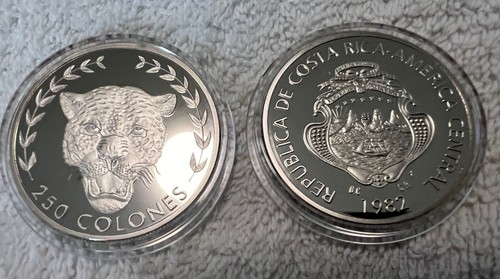 250 COLONES
REPUBLICA DE COSTA RICA-AMERICA CENTRAL
1982